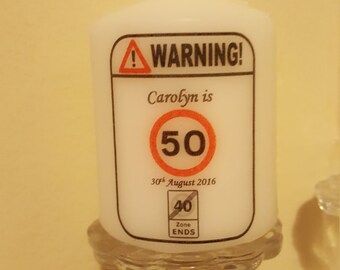 WARNING!
Carolyn is
50
30th August 2016
40
Zone
ENDS